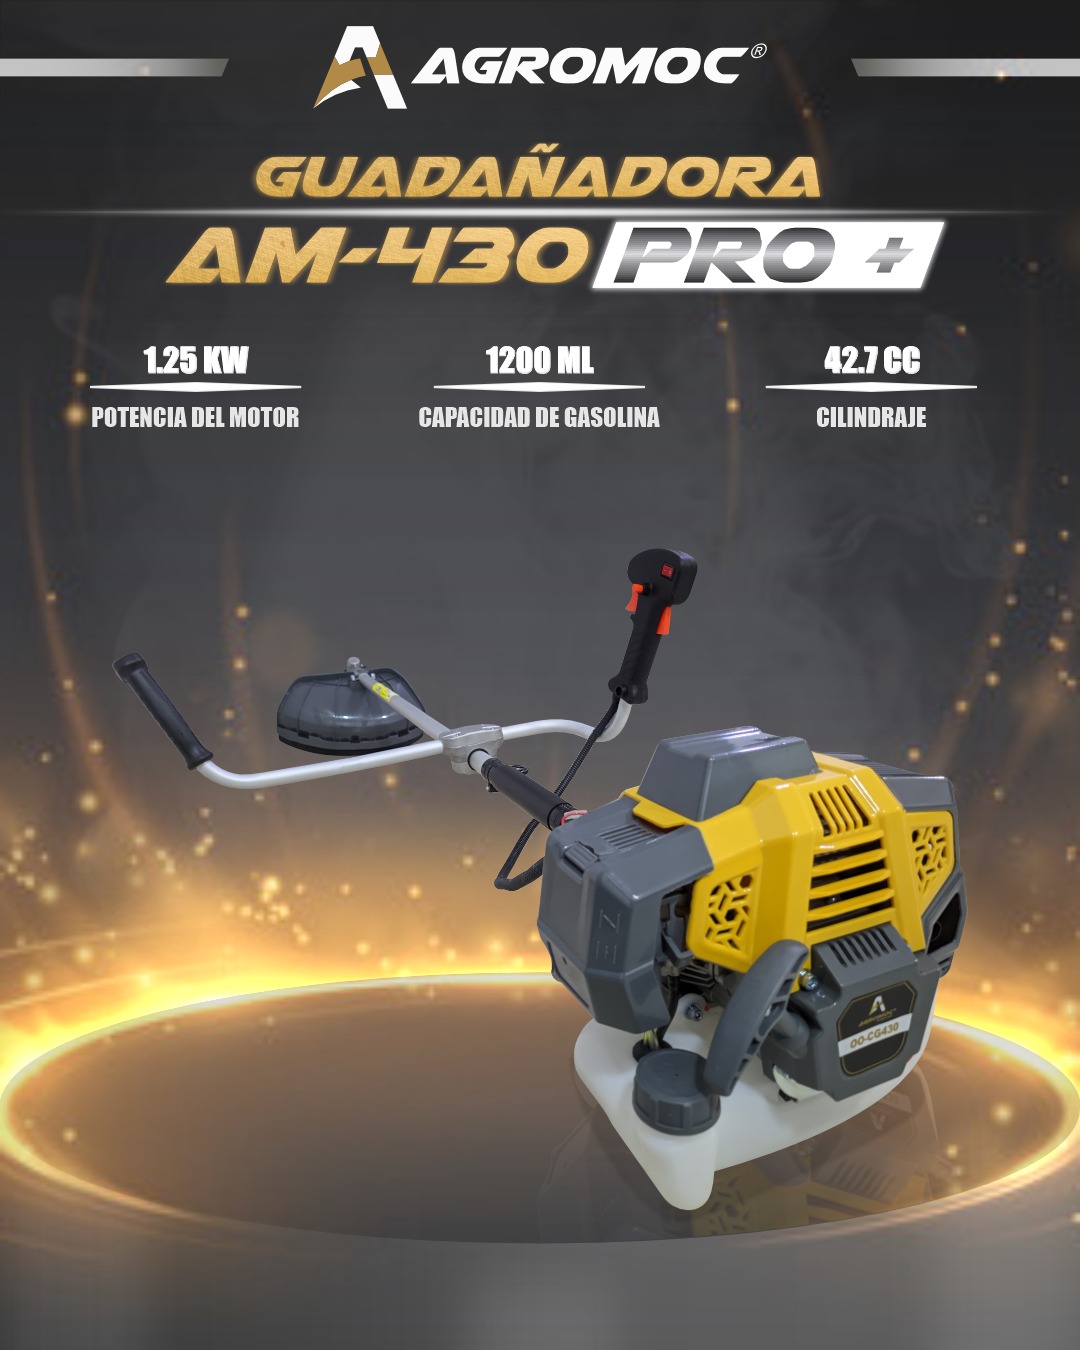 AGROMOC®
GUADAÑADORA
AM-430 PRO +
1.25 KW
POTENCIA DEL MOTOR
1200 ML
CAPACIDAD DE GASOLINA
42.7 CC
CILINDRAJE
AGROMOC
OO-CG430